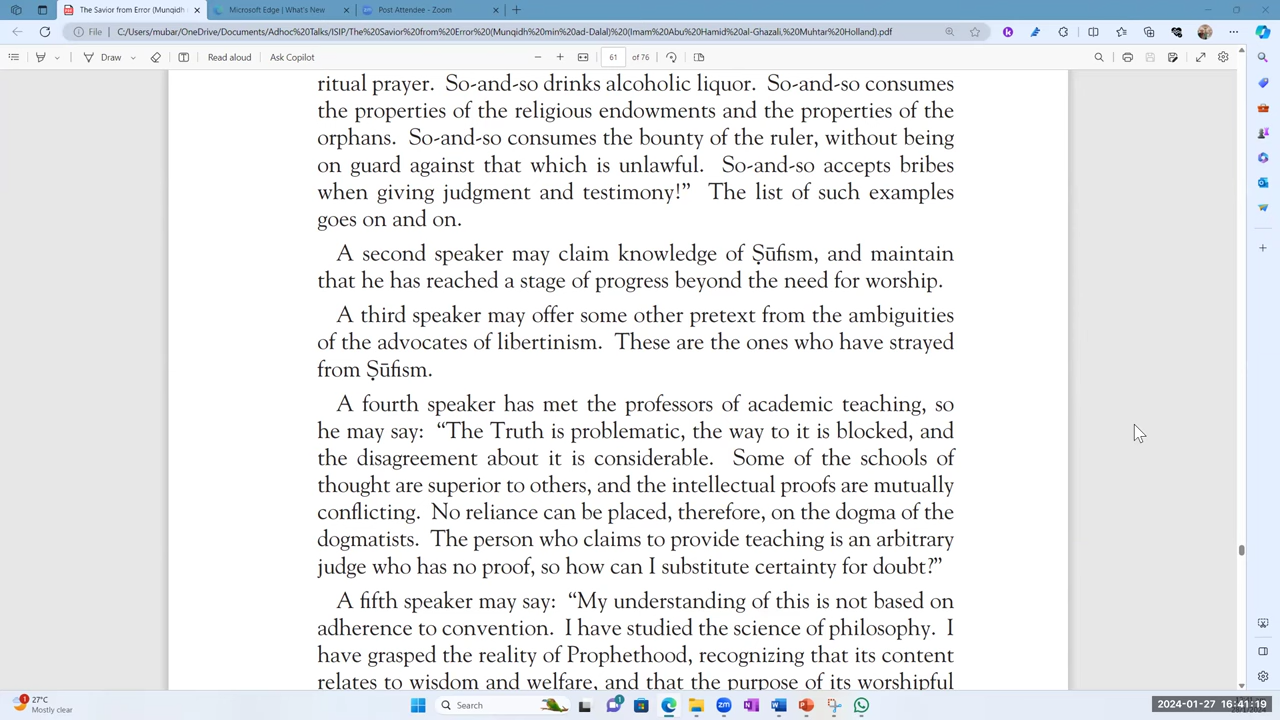 The Savior from Error (Munqidh
Microsoft Edge | What's New
Post Attendee - Zoom
File
C:/Users/mubar/OneDrive/Documents/Adhoc%20Talks/ISIP/The%20Savior%20from%20Error%20(Munqidh%20min%20ad-Dalal)%20(Imam%20Abu%20Hamid%20al-Ghazali,%20Muhtar%20Holland).pdf
Draw
Read aloud
Ask Copilot
61
of 76
ritual prayer. So-and-so drinks alcoholic liquor. So-and-so consumes
the properties of the religious endowments and the properties of the
orphans. So-and-so consumes the bounty of the ruler, without being
on guard against that which is unlawful. So-and-so accepts bribes
when giving judgment and testimony!” The list of such examples
goes on and on.
A second speaker may claim knowledge of Ṣūfism, and maintain
that he has reached a stage of progress beyond the need for worship.
A third speaker may offer some other pretext from the ambiguities
of the advocates of libertinism. These are the ones who have strayed
from Ṣūfism.
A fourth speaker has met the professors of academic teaching, so
he may say: “The Truth is problematic, the way to it is blocked, and
the disagreement about it is considerable. Some of the schools of
thought are superior to others, and the intellectual proofs are mutually
conflicting. No reliance can be placed, therefore, on the dogma of the
dogmatists. The person who claims to provide teaching is an arbitrary
judge who has no proof, so how can I substitute certainty for doubt?”
A fifth speaker may say: “My understanding of this is not based on
adherence to convention. I have studied the science of philosophy. I
have grasped the reality of Prophethood, recognizing that its content
relates to wisdom and welfare, and that the purpose of its worshipful
27°C
Mostly clear
Search
2024-01-27 16:41:19